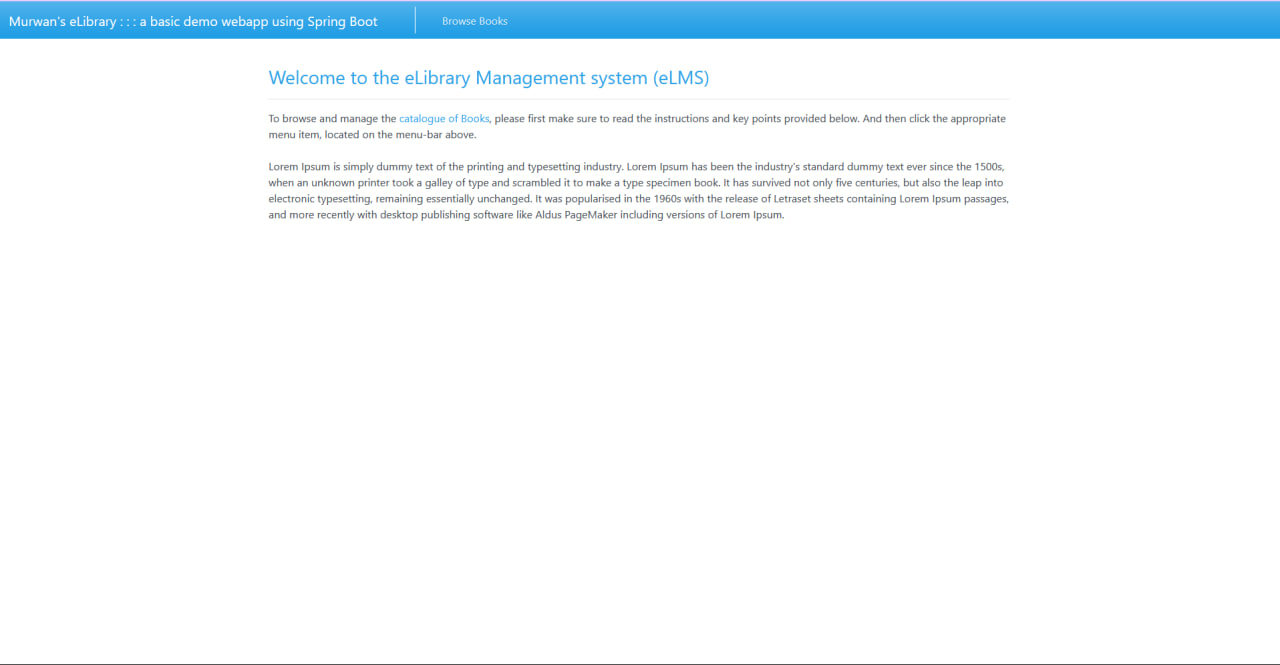 Murwan's eLibrary : : : a basic demo webapp using Spring Boot
Browse Books
Welcome to the eLibrary Management system (eLMS)
To browse and manage the catalogue of Books, please first make sure to read the instructions and key points provided below. And then click the appropriate
menu item, located on the menu-bar above.
Lorem Ipsum is simply dummy text of the printing and typesetting industry. Lorem Ipsum has been the industry's standard dummy text ever since the 1500s,
when an unknown printer took a galley of type and scrambled it to make a type specimen book. It has survived not only five centuries, but also the leap into
electronic typesetting, remaining essentially unchanged. It was popularised in the 1960s with the release of Letraset sheets containing Lorem Ipsum passages,
and more recently with desktop publishing software like Aldus PageMaker including versions of Lorem Ipsum.